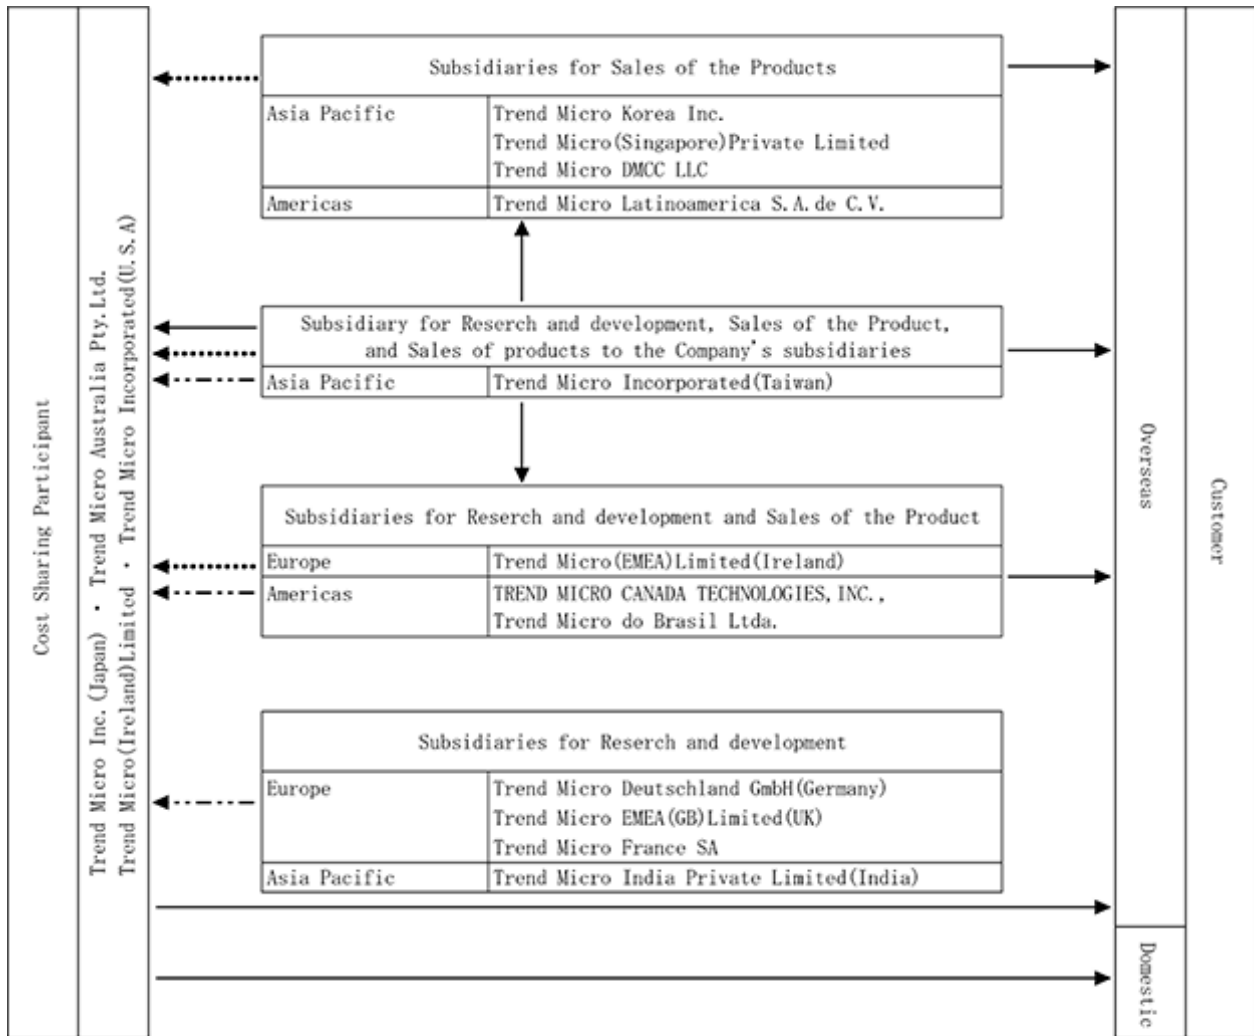 Cost Sharing Participant
Trend Micro Inc.(Japan) ・ Trend Micro Australia Pty.Ltd.
Trend Micro(Ireland)Limited ・ Trend Micro Incorporated(U.S.A)
Subsidiaries for Sales of the Products
Asia Pacific
Trend Micro Korea Inc.
Trend Micro(Singapore)Private Limited
Trend Micro DMCC LLC
Americas
Trend Micro Latinoamerica S.A.de C.V.
Subsidiary for Reserch and development, Sales of the Product,
and Sales of products to the Company's subsidiaries
Asia Pacific
Trend Micro Incorporated(Taiwan)
Subsidiaries for Reserch and development and Sales of the Product
Europe
Trend Micro(EMEA)Limited(Ireland)
Americas
TREND MICRO CANADA TECHNOLOGIES,INC.,
Trend Micro do Brasil Ltda.
Subsidiaries for Reserch and development
Europe
Trend Micro Deutschland GmbH(Germany)
Trend Micro EMEA(GB)Limited(UK)
Trend Micro France SA
Asia Pacific
Trend Micro India Private Limited(India)
Overseas
Domestic
Customer